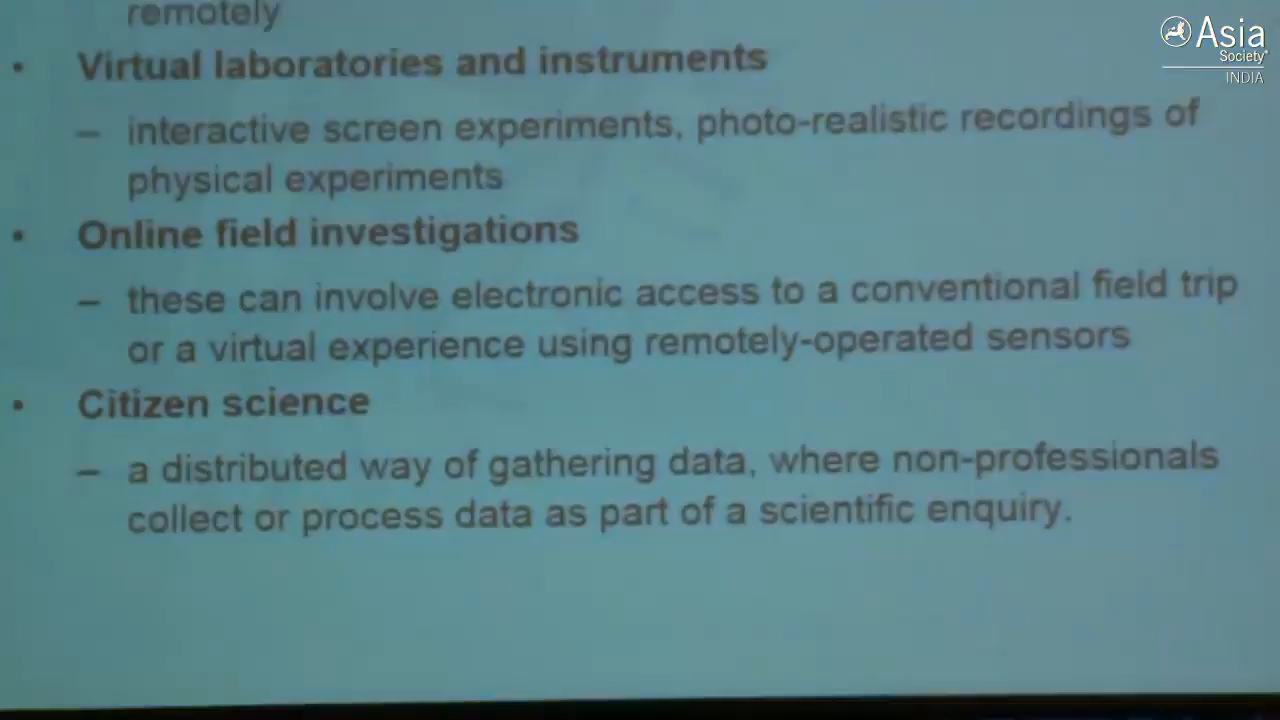 remotely
Asia
Society
INDIA
• Virtual laboratories and instruments
– interactive screen experiments, photo-realistic recordings of
physical experiments
• Online field investigations
– these can involve electronic access to a conventional field trip
or a virtual experience using remotely-operated sensors
• Citizen science
– a distributed way of gathering data, where non-professionals
collect or process data as part of a scientific enquiry.